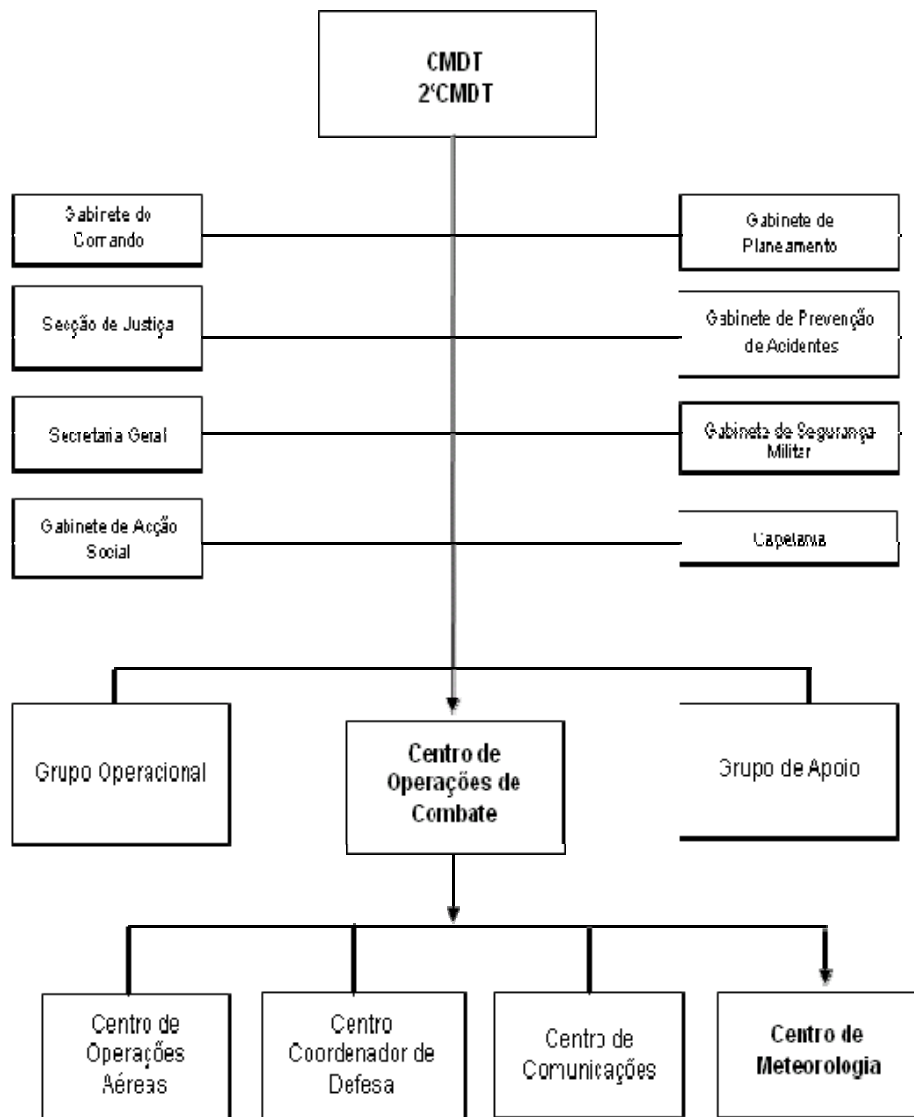 CMDT
2ºCMDT
Gabinete do
Comando
Gabinete de
Planeamento
Secção de Justiça
Gabinete de Prevenção
de Acidentes
Secretaria Geral
Gabinete de Segurança
Militar
Gabinete de Acção
Social
Capelania
Grupo Operacional
Centro de
Operações de
Combate
Grupo de Apoio
Centro de
Operações
Aéreas
Centro
Coordenador de
Defesa
Centro de
Comunicações
Centro de
Meteorologia